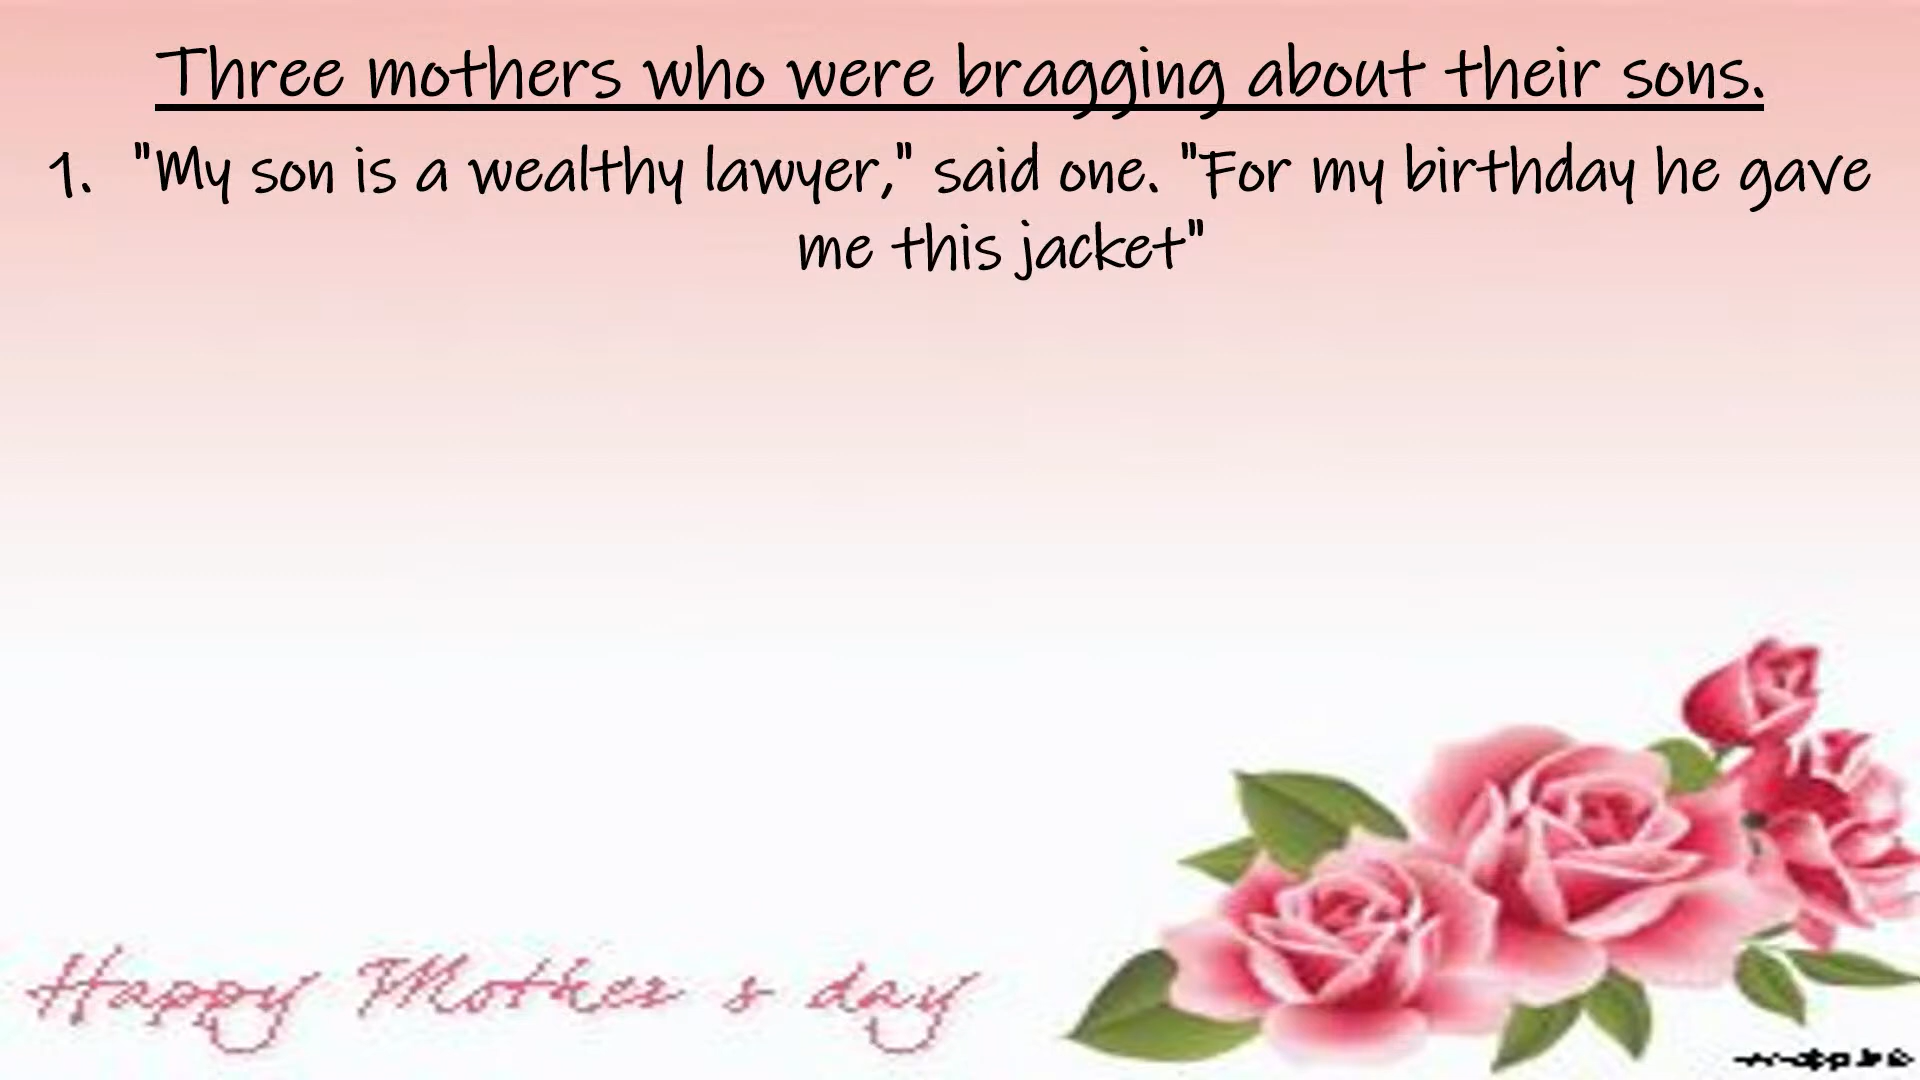 Three mothers who were bragging about their sons.
1. "My son is a wealthy lawyer," said one. "For my birthday he gave
me this jacket"
Happy Mother s day